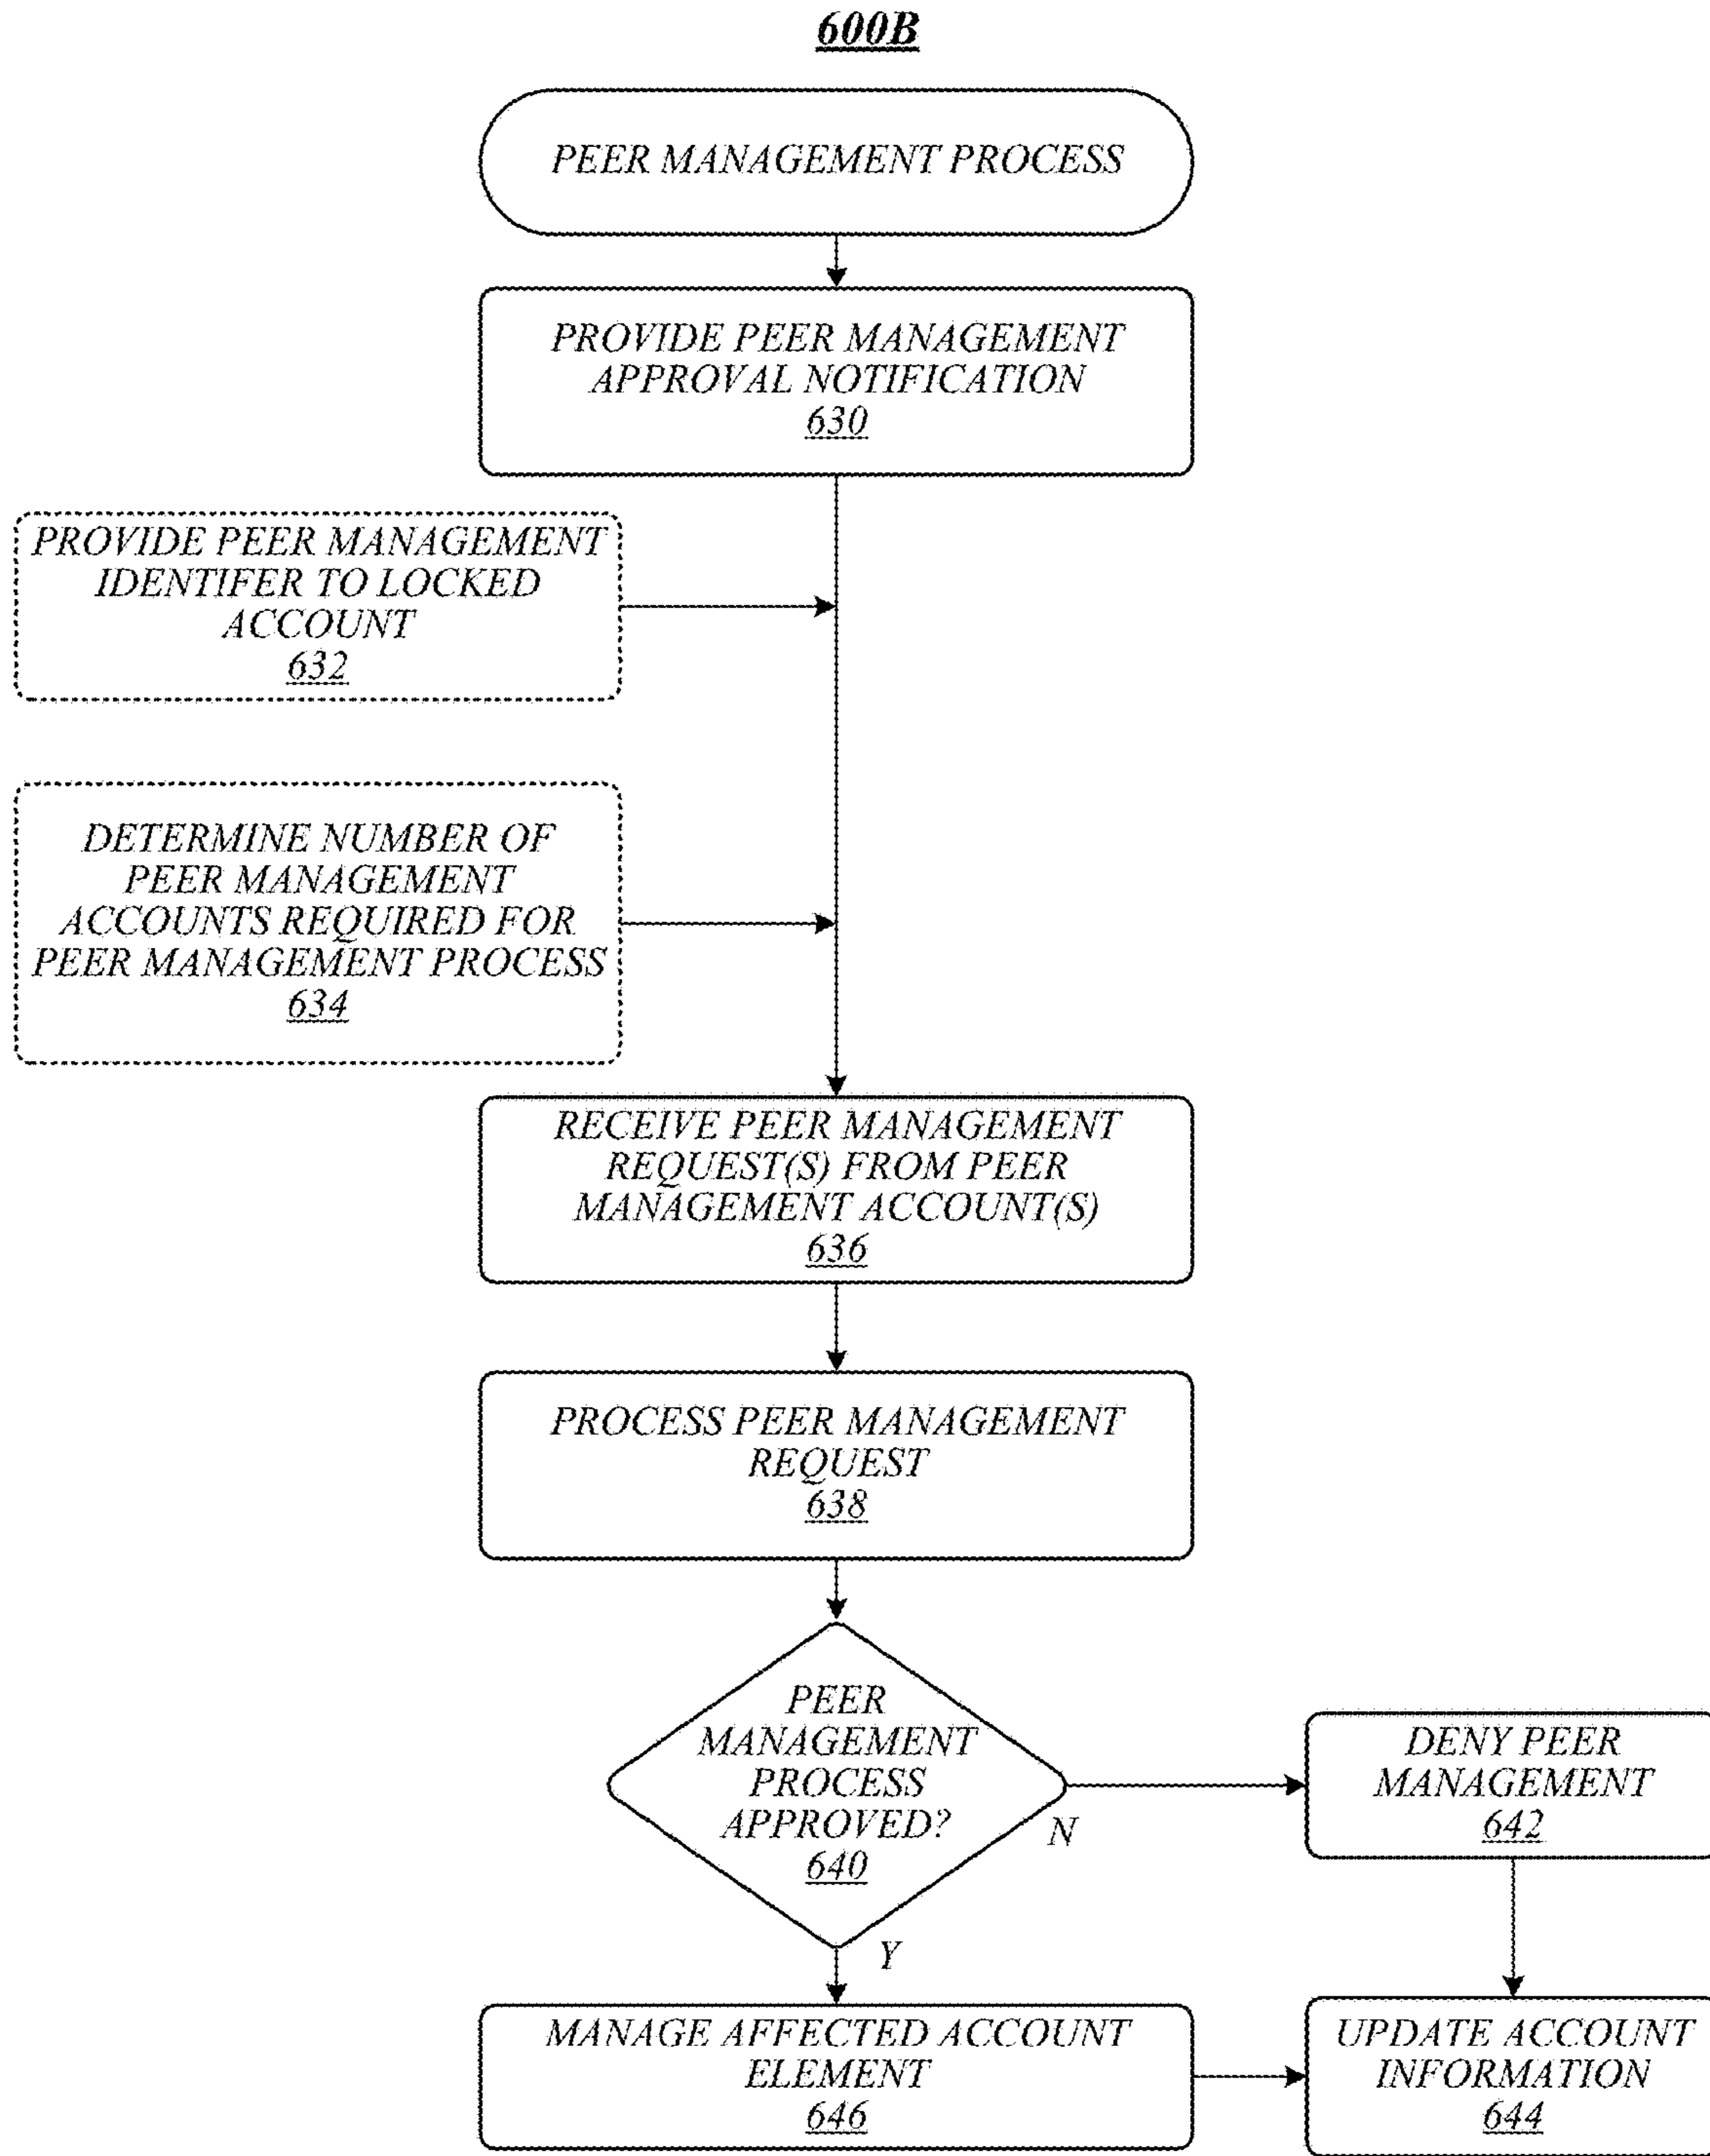 600B
PEER MANAGEMENT PROCESS
PROVIDE PEER MANAGEMENT
APPROVAL NOTIFICATION
630
PROVIDE PEER MANAGEMENT
IDENTIFER TO LOCKED
ACCOUNT
632
DETERMINE NUMBER OF
PEER MANAGEMENT
ACCOUNTS REQUIRED FOR
PEER MANAGEMENT PROCESS
634
RECEIVE PEER MANAGEMENT
REQUEST(S) FROM PEER
MANAGEMENT ACCOUNT(S)
636
PROCESS PEER MANAGEMENT
REQUEST
638
PEER
MANAGEMENT
PROCESS
APPROVED?
640
N
DENY PEER
MANAGEMENT
642
Y
MANAGE AFFECTED ACCOUNT
ELEMENT
646
UPDATE ACCOUNT
INFORMATION
644